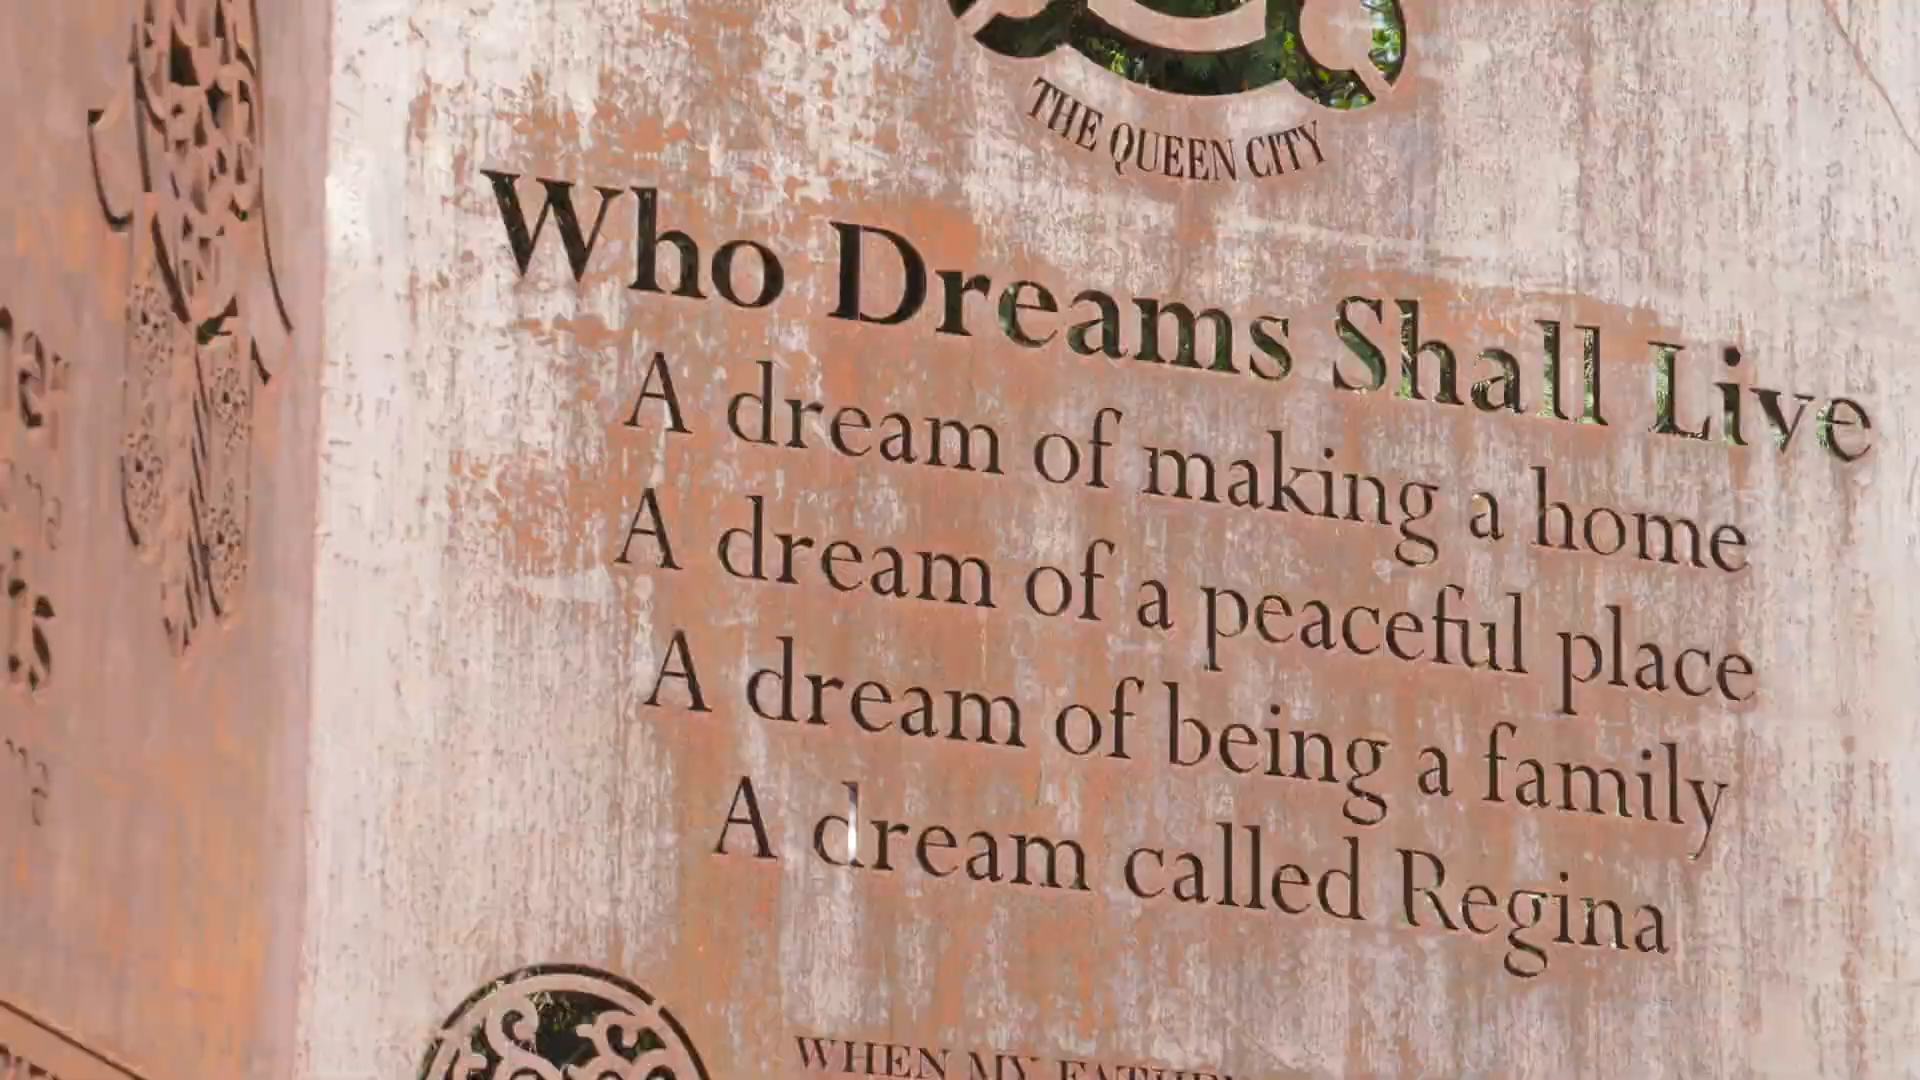 THE QUEEN CITY
Who Dreams Shall Live
A dream of making a home
A dream of a peaceful place
A dream of being a family
A dream called Regina
WHEN MY